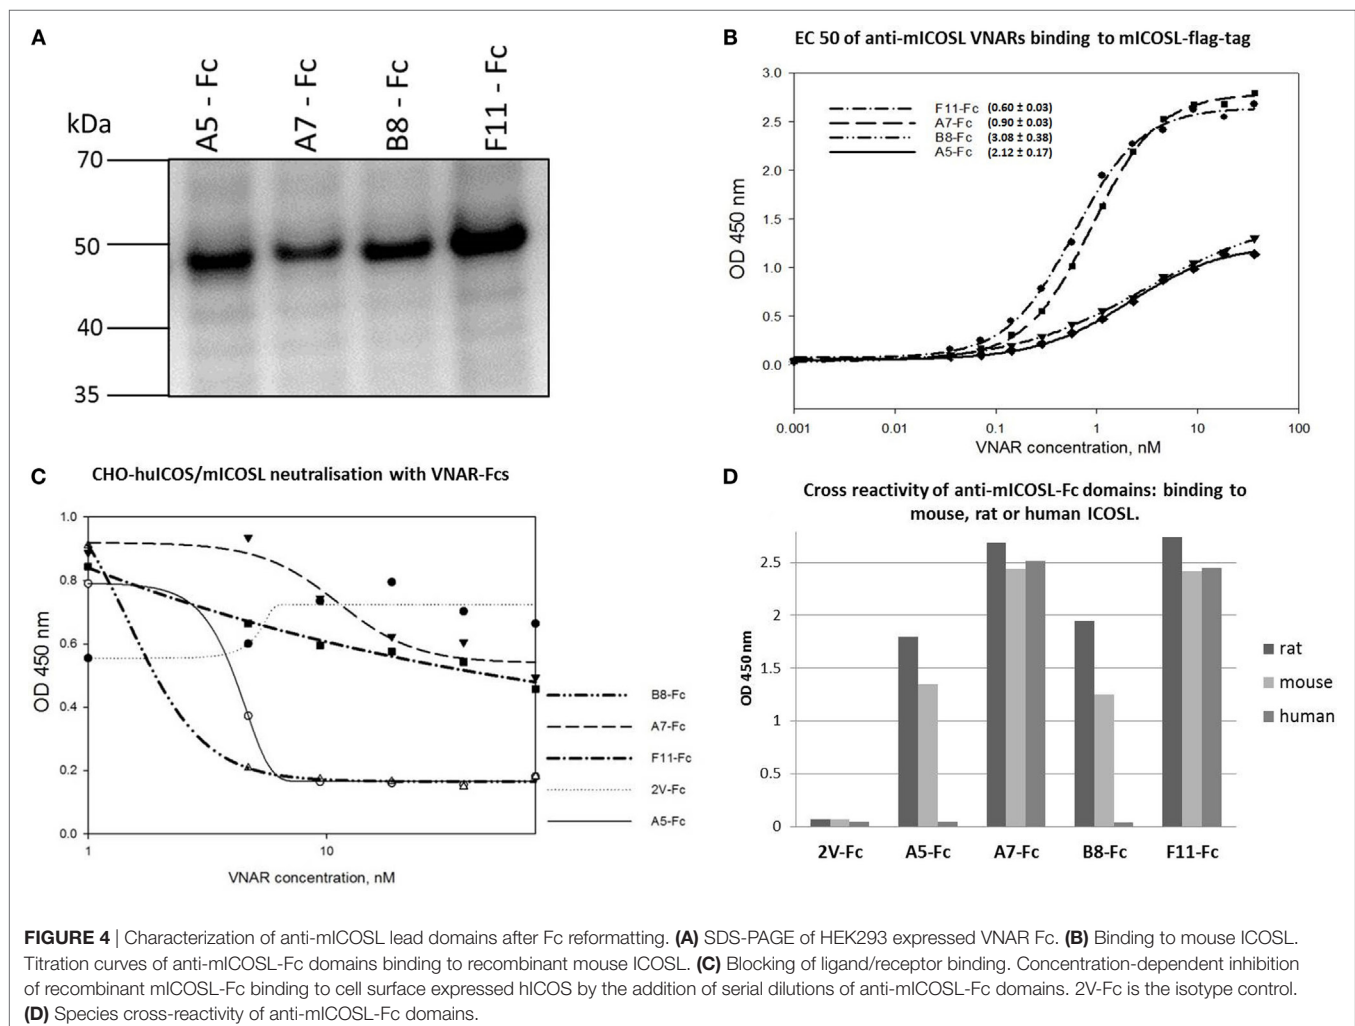 A
A5 - Fc
A7 - Fc
B8 - Fc
F11 - Fc
kDa
70
50
40
35
B
EC 50 of anti-mICOSL VNARs binding to mICOSL-flag-tag
3.0
2.5
2.0
1.5
1.0
0.5
0.0
OD 450 nm
F11-Fc (0.60 ± 0.03)
A7-Fc (0.90 ± 0.03)
B8-Fc (3.08 ± 0.38)
A5-Fc (2.12 ± 0.17)
0.001 0.01 0.1 1 10 100
VNAR concentration, nM
C
CHO-huICOS/mICOSL neutralisation with VNAR-Fcs
1.0
0.8
0.6
0.4
0.2
0.0
OD 450 nm
1 10
VNAR concentration, nM
B8-Fc
A7-Fc
F11-Fc
2V-Fc
A5-Fc
D
Cross reactivity of anti-mICOSL-Fc domains: binding to
mouse, rat or human ICOSL.
2.5
2
1.5
1
0.5
0
OD 450 nm
2V-Fc A5-Fc A7-Fc B8-Fc F11-Fc
rat
mouse
human
FIGURE 4 | Characterization of anti-mICOSL lead domains after Fc reformatting. (A) SDS-PAGE of HEK293 expressed VNAR Fc. (B) Binding to mouse ICOSL.
Titration curves of anti-mICOSL-Fc domains binding to recombinant mouse ICOSL. (C) Blocking of ligand/receptor binding. Concentration-dependent inhibition
of recombinant mICOSL-Fc binding to cell surface expressed hICOS by the addition of serial dilutions of anti-mICOSL-Fc domains. 2V-Fc is the isotype control.
(D) Species cross-reactivity of anti-mICOSL-Fc domains.